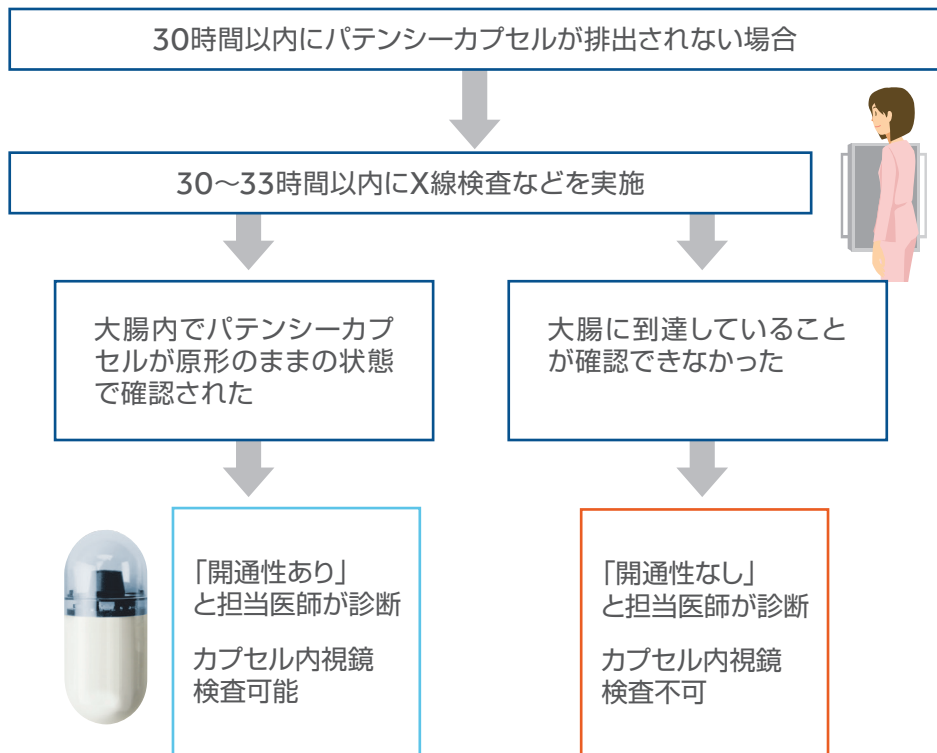 30時間以内にパテンシーカプセルが排出されない場合
30〜33時間以内にX線検査などを実施
大腸内でパテンシーカプ
セルが原形のままの状態
で確認された
大腸に到達していること
が確認できなかった
「開通性あり」
と担当医師が診断
カプセル内視鏡
検査可能
「開通性なし」
と担当医師が診断
カプセル内視鏡
検査不可